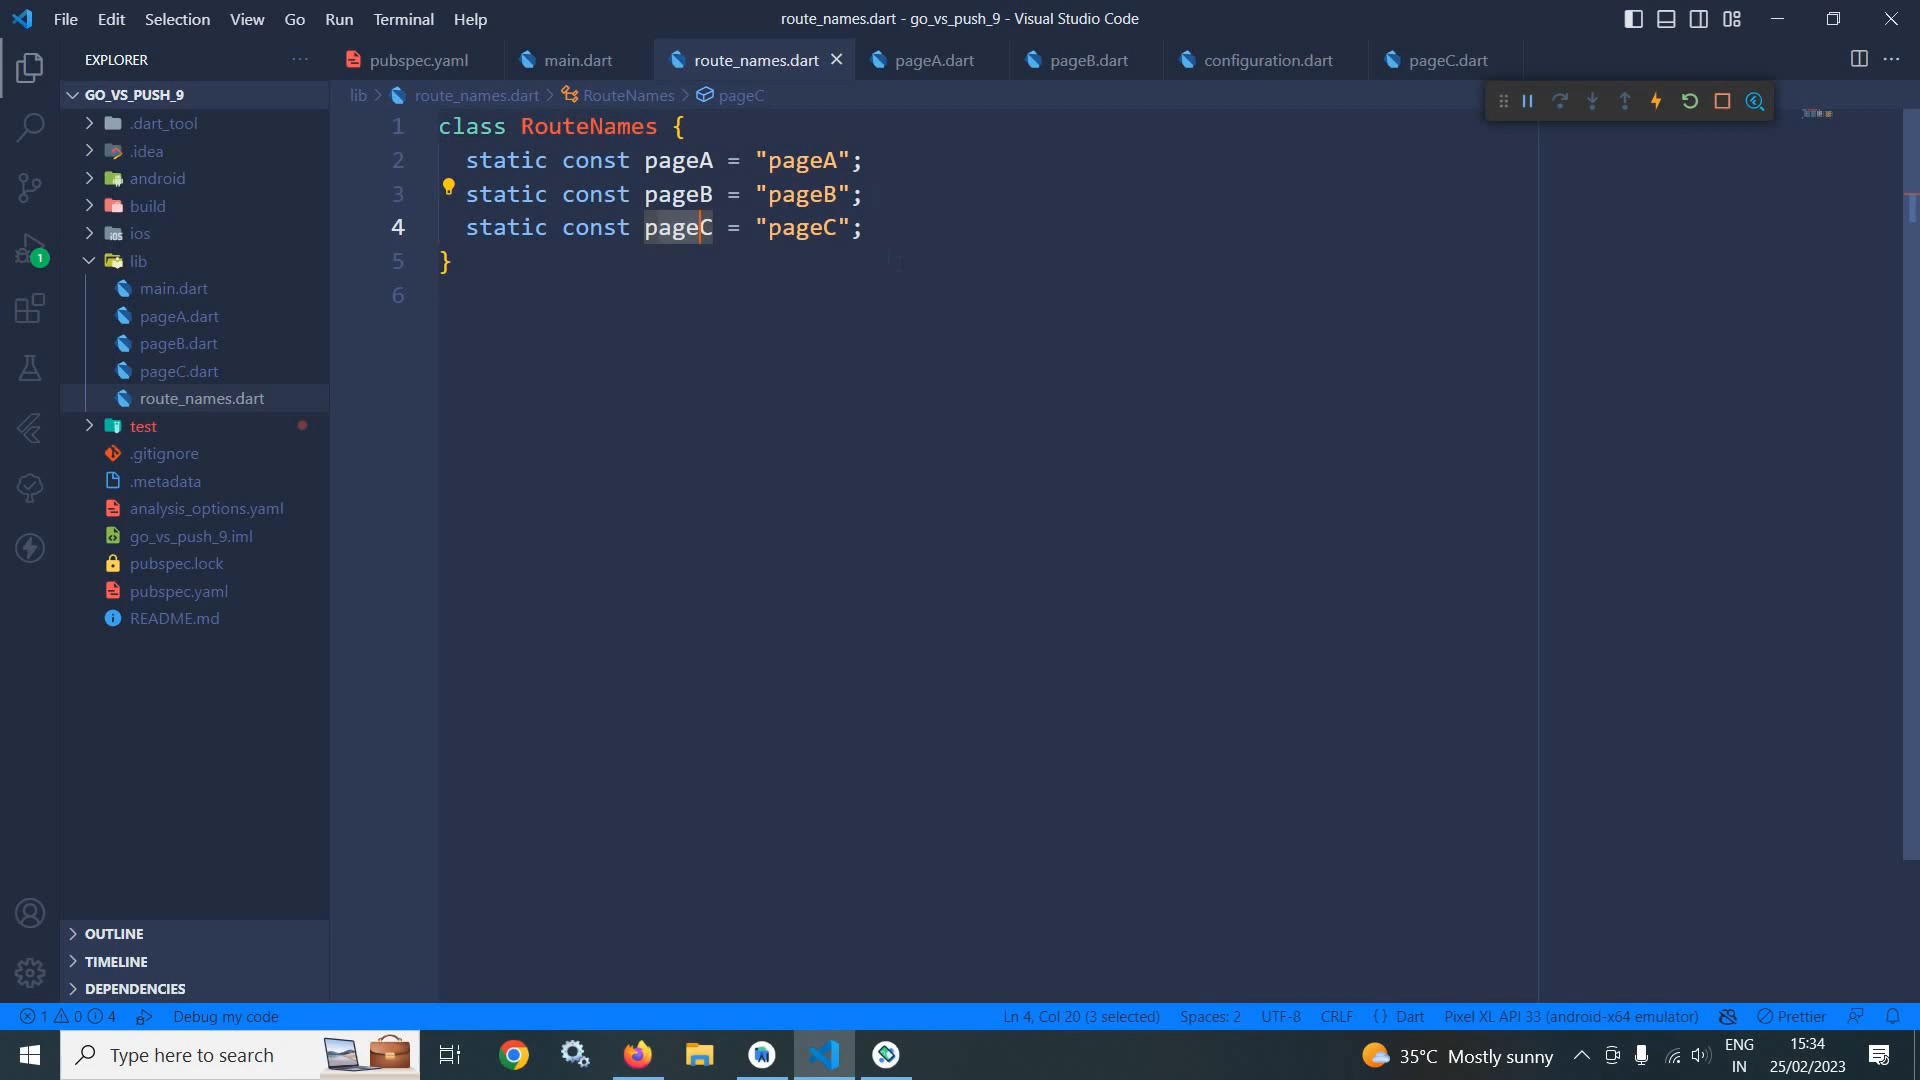 File Edit Selection View Go Run Terminal Help
route_names.dart - go_vs_push_9 - Visual Studio Code
EXPLORER
pubspec.yaml
main.dart
route_names.dart
pageA.dart
pageB.dart
configuration.dart
pageC.dart
GO_VS_PUSH_9
lib > route_names.dart > RouteNames > pageC
.dart_tool
.idea
android
build
ios
lib
main.dart
pageA.dart
pageB.dart
pageC.dart
route_names.dart
test
.gitignore
.metadata
analysis_options.yaml
go_vs_push_9.iml
pubspec.lock
pubspec.yaml
README.md
1 class RouteNames {
2 static const pageA = "pageA";
3 static const pageB = "pageB";
4 static const pageC = "pageC";
5 }
6
1
OUTLINE
TIMELINE
DEPENDENCIES
1 0 4 Debug my code
Ln 4, Col 20 (3 selected) Spaces: 2 UTF-8 CRLF { } Dart Pixel XL API 33 (android-x64 emulator) Prettier
Type here to search
35°C Mostly sunny
ENG
IN
15:34
25/02/2023